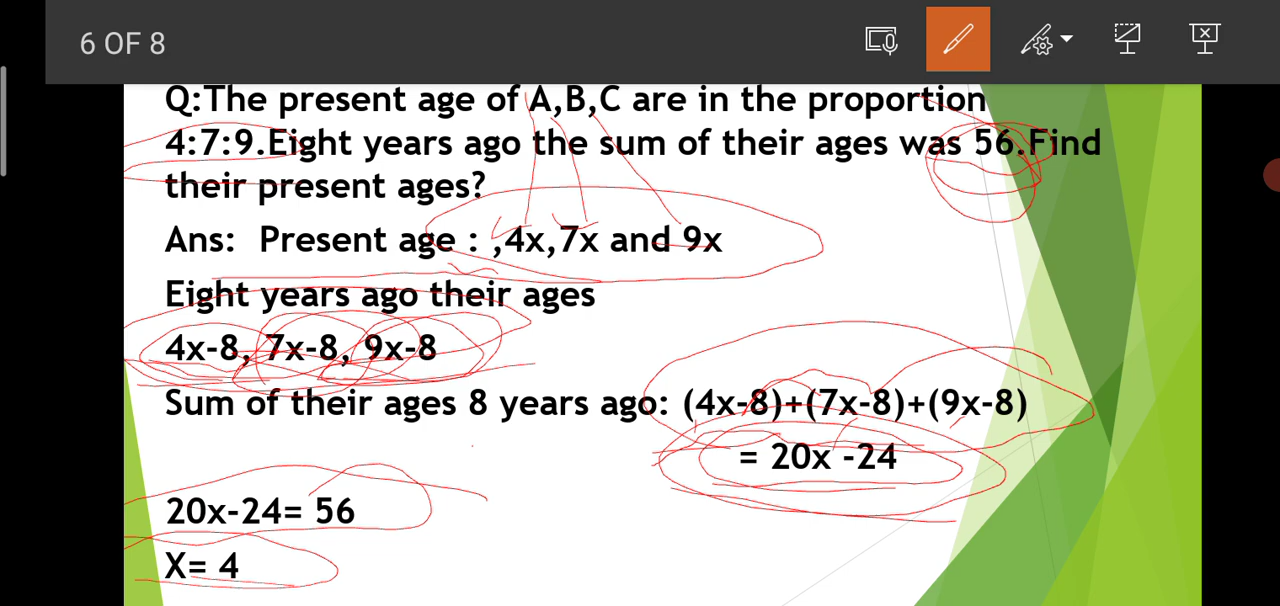 6 OF 8
Q:The present age of A,B,C are in the proportion
4:7:9.Eight years ago the sum of their ages was 56.Find
their present ages?
Ans: Present age : ,4x,7x and 9x
Eight years ago their ages
4x-8, 7x-8, 9x-8
Sum of their ages 8 years ago: (4x-8)+(7x-8)+(9x-8)
= 20x -24
20x-24= 56
X= 4